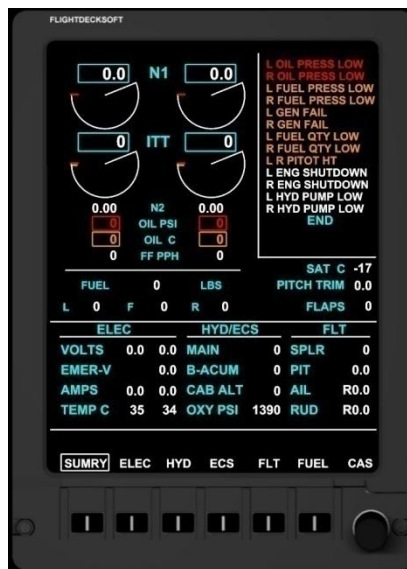 FLIGHTDECKSOFT
0.0 N1 0.0
0 ITT 0
0.00 N2 0.00
0 OIL PSI 0
0 OIL C 0
0 FF PPH 0
L OIL PRESS LOW
R OIL PRESS LOW
L FUEL PRESS LOW
R FUEL PRESS LOW
L GEN FAIL
R GEN FAIL
L FUEL QTY LOW
R FUEL QTY LOW
L R PITOT HT
L ENG SHUTDOWN
R ENG SHUTDOWN
L HYD PUMP LOW
R HYD PUMP LOW
END
FUEL 0 LBS
L 0 F 0 R 0
SAT C -17
PITCH TRIM 0.0
FLAPS 0
ELEC HYD/ECS FLT
VOLTS 0.0 0.0 MAIN 0 SPLR 0
EMER-V 0.0 B-ACUM 0 PIT 0.0
AMPS 0.0 0.0 CAB ALT 0 AIL R0.0
TEMP C 35 34 OXY PSI 1390 RUD R0.0
SUMRY ELEC HYD ECS FLT FUEL CAS